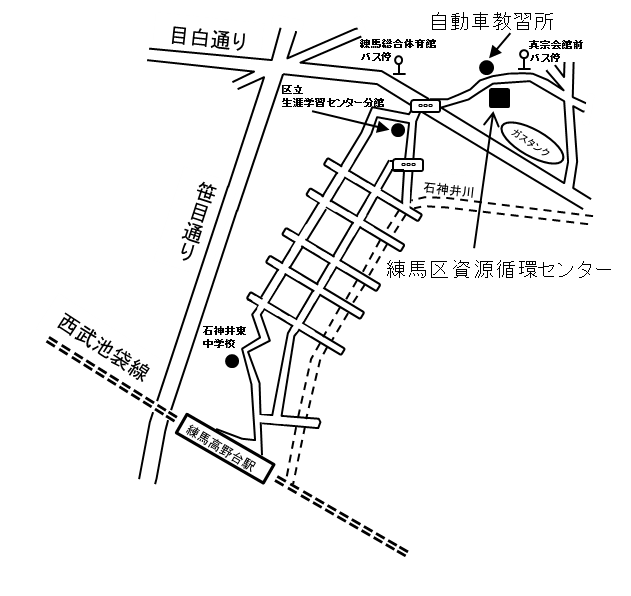 自動車教習所
目白通り
練馬総合体育館
バス停
真宗会館前
バス停
区立
生涯学習センター分館
ガスタンク
石神井川
笹目通り
練馬区資源循環センター
西武池袋線
石神井東
中学校
練馬高野台駅